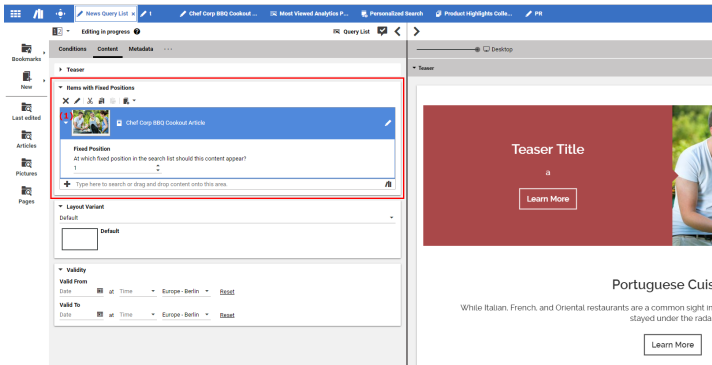 News Query List
1
Chef Corp BBQ Cookout ...
Most Viewed Analytics P...
Personalized Search
Product Highlights Colle...
PR
Editing in progress
Query List
Bookmarks
New
Last edited
Articles
Pictures
Pages
Conditions Content Metadata ...
Teaser
Items with Fixed Positions
(1)
Chef Corp BBQ Cookout Article
Fixed Position
At which fixed position in the search list should this content appear?
1
Type here to search or drag and drop content onto this area.
Layout Variant
Default
Default
Validity
Valid From
Date at Time Europe - Berlin Reset
Valid To
Date at Time Europe - Berlin Reset
Desktop
Teaser
Teaser Title
a
Learn More
Portuguese Cuis
While Italian, French, and Oriental restaurants are a common sight in
stayed under the rada
Learn More